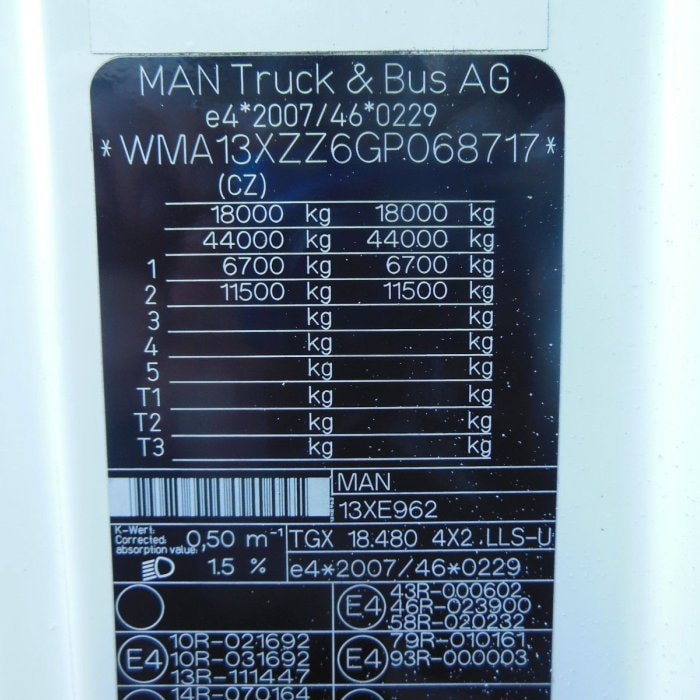 MAN Truck & Bus AG
e4*2007/46*0229
*WMA13XZZ6GP068717*
(CZ)
18000 kg 18000 kg
44000 kg 44000 kg
1 6700 kg 6700 kg
2 11500 kg 11500 kg
3 kg kg
4 kg kg
5 kg kg
T1 kg kg
T2 kg kg
T3 kg kg
MAN
13XE962
K-Wert:
Corrected
absorption value: 0,50 m⁻¹ TGX 18.480 4X2 LLS-U
1.5 % e4*2007/46*0229
E4 43R-000602
46R-023900
58R-020232
E4 10R-021692
10R-031692
13R-111447
E4 79R-010161
93R-000003
14R-070164